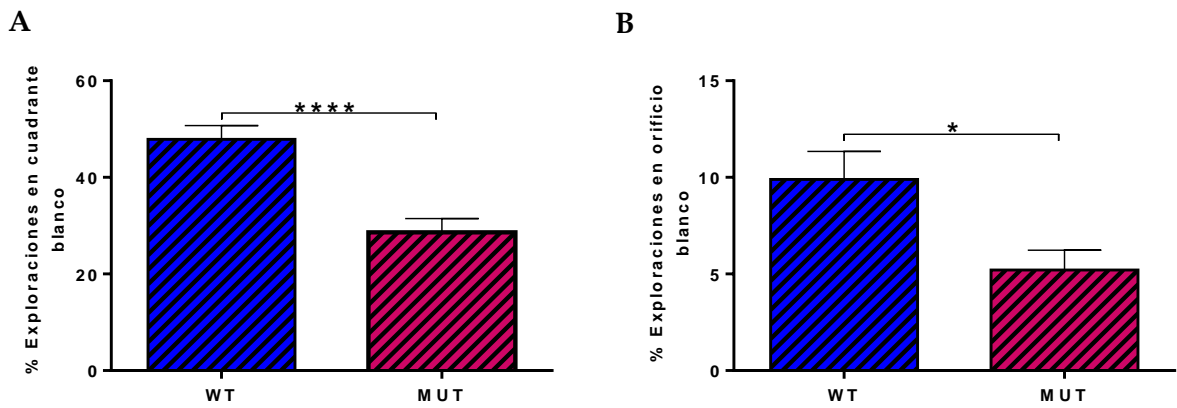 A
% Exploraciones en cuadrante
blanco
60
40
20
0
****
WT
MUT
B
% Exploraciones en orificio
blanco
15
10
5
0
*
WT
MUT